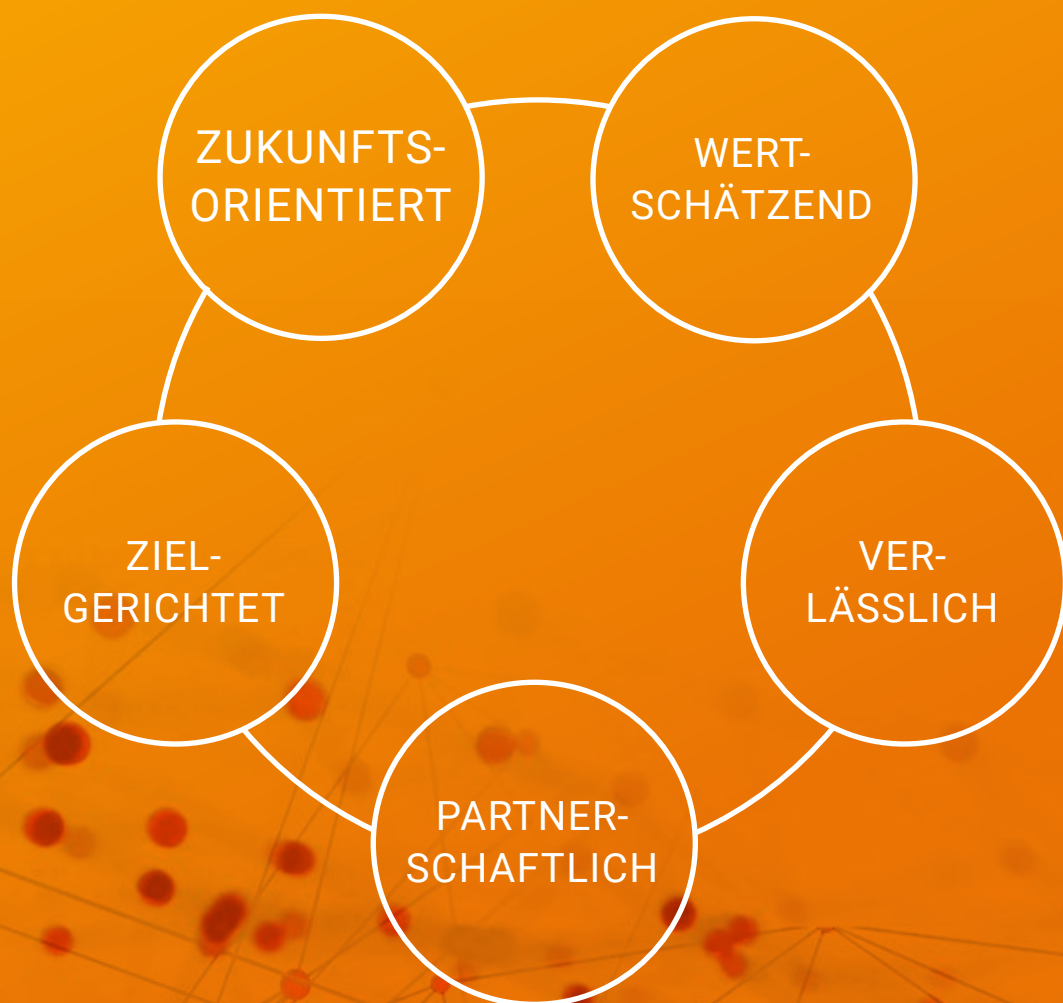 ZUKUNFTS-
ORIENTIERT
WERT-
SCHÄTZEND
ZIEL-
GERICHTET
VER-
LÄSSLICH
PARTNER-
SCHAFTLICH